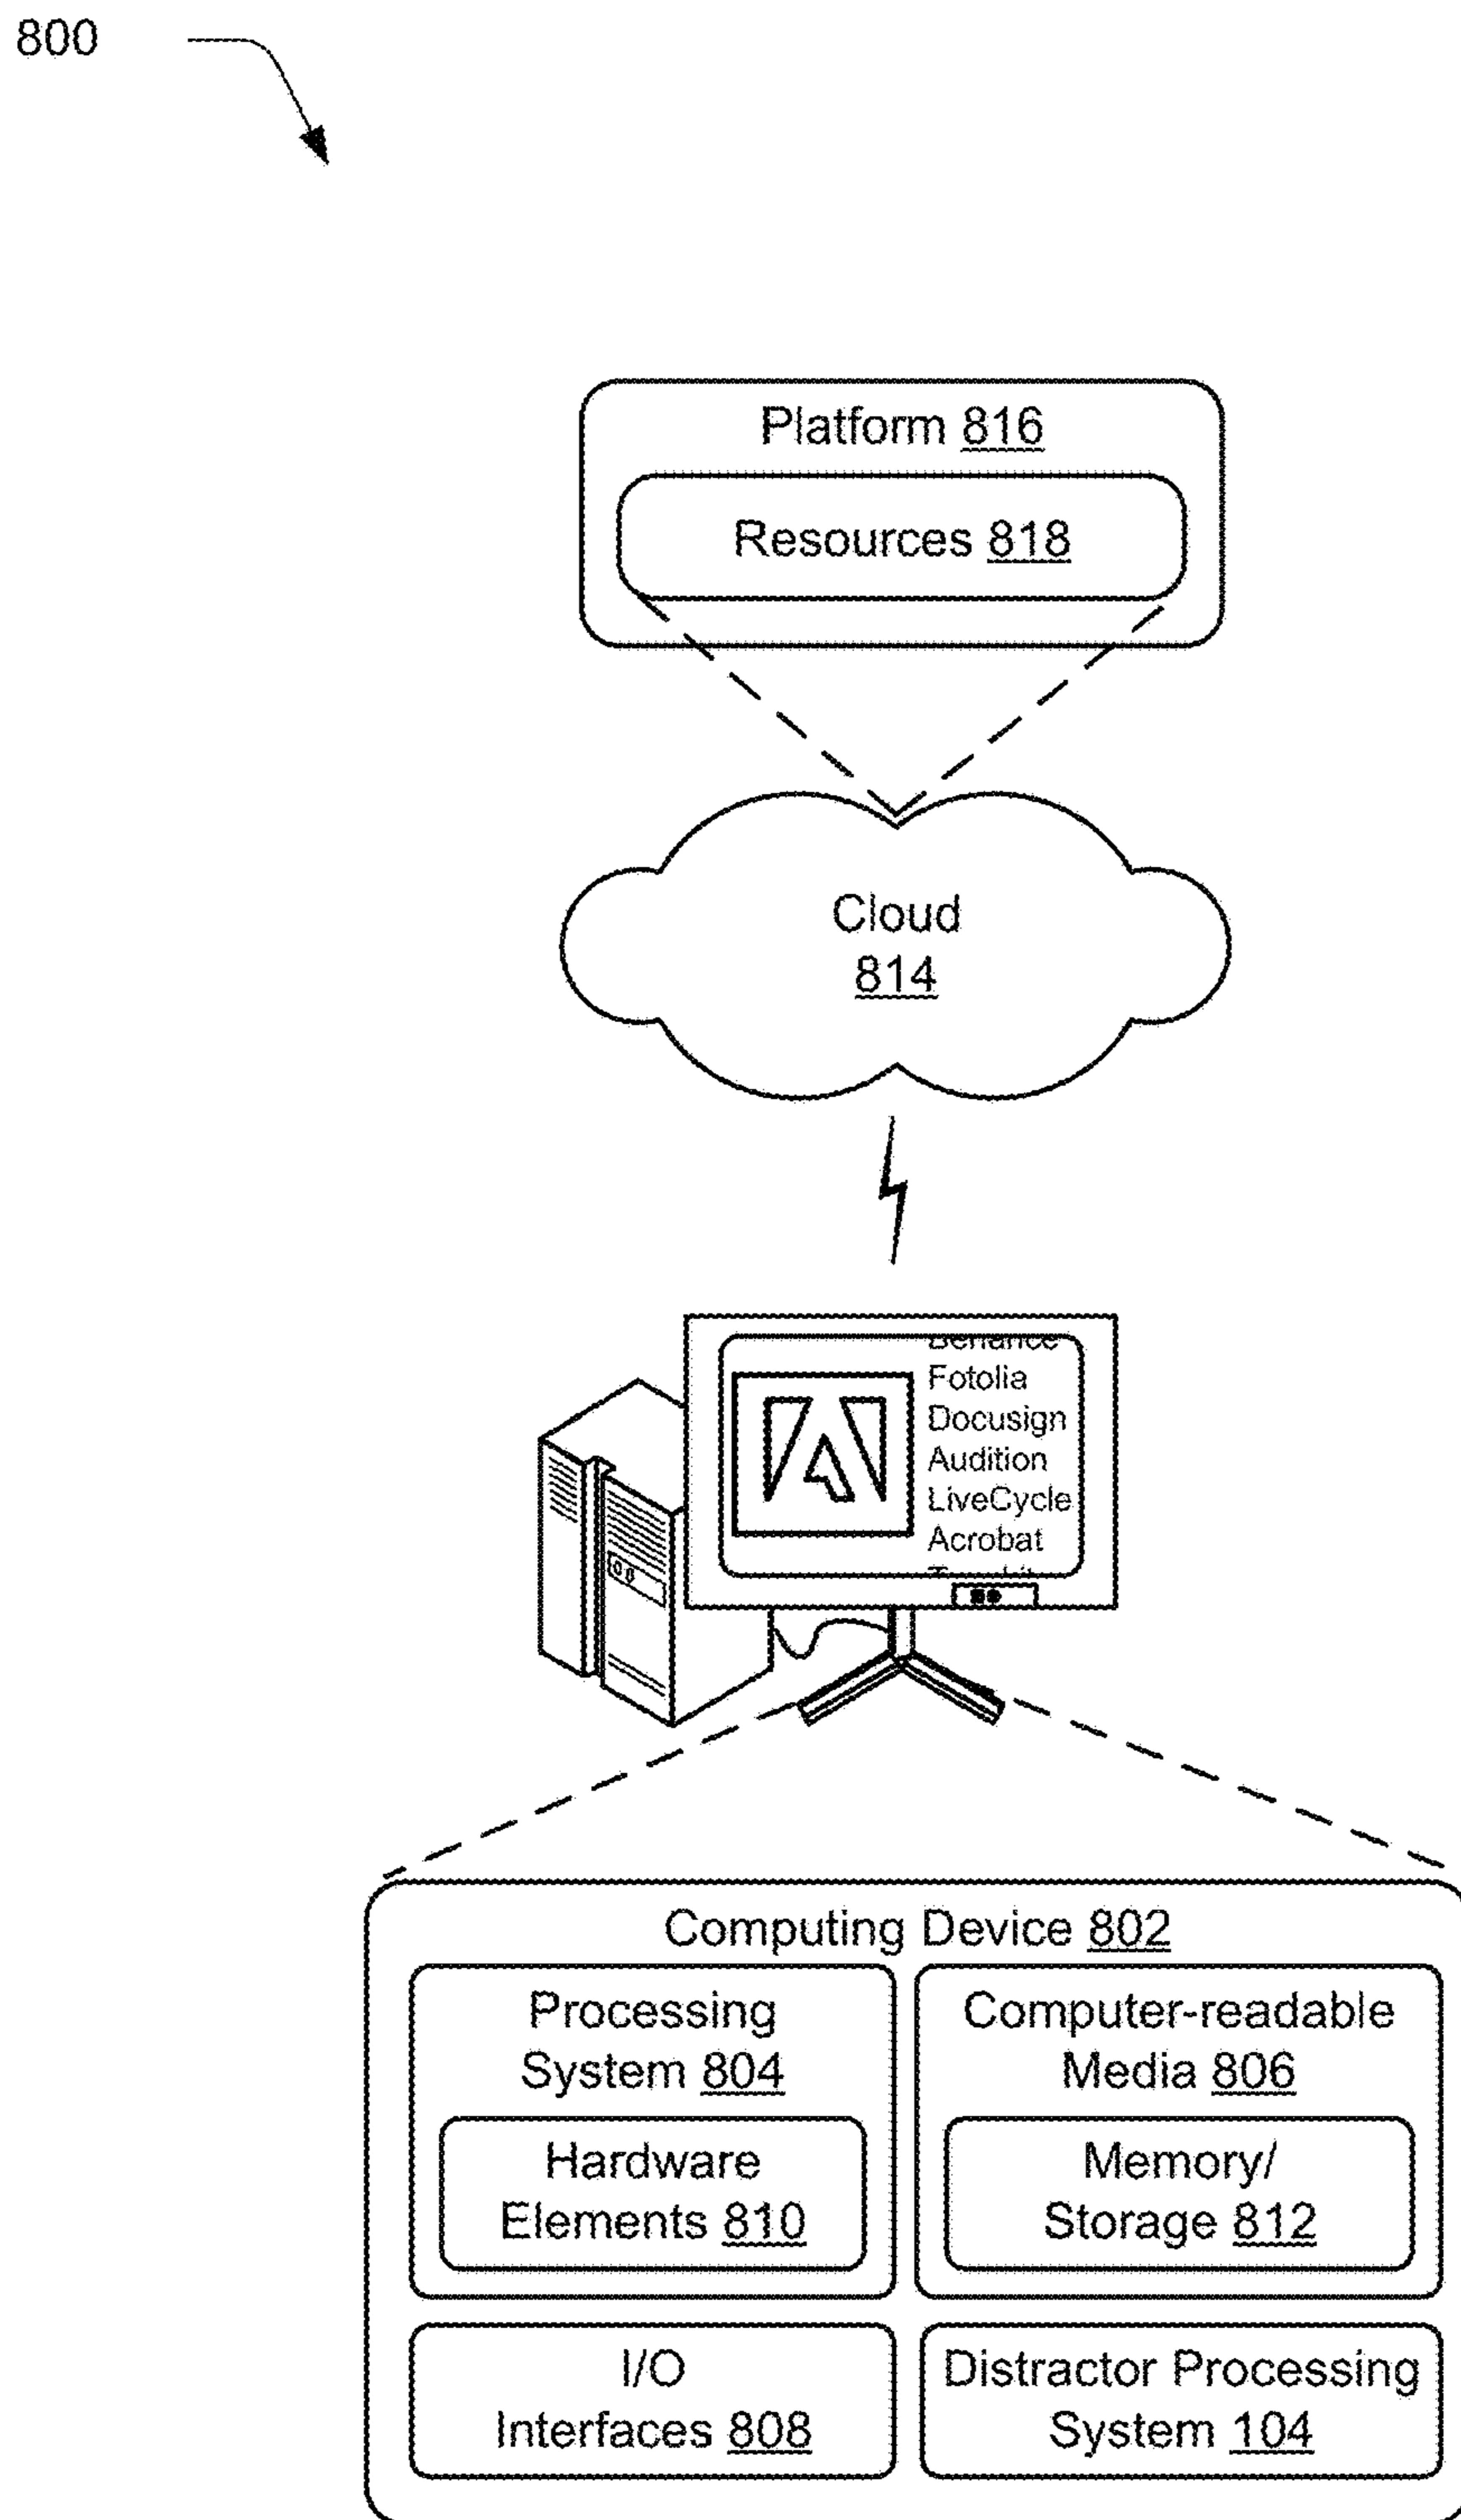 800
Platform 816
Resources 818
Cloud
814
Fotolia
Docusign
Audition
LiveCycle
Acrobat
Computing Device 802
Processing
System 804
Hardware
Elements 810
Computer-readable
Media 806
Memory/
Storage 812
I/O
Interfaces 808
Distractor Processing
System 104